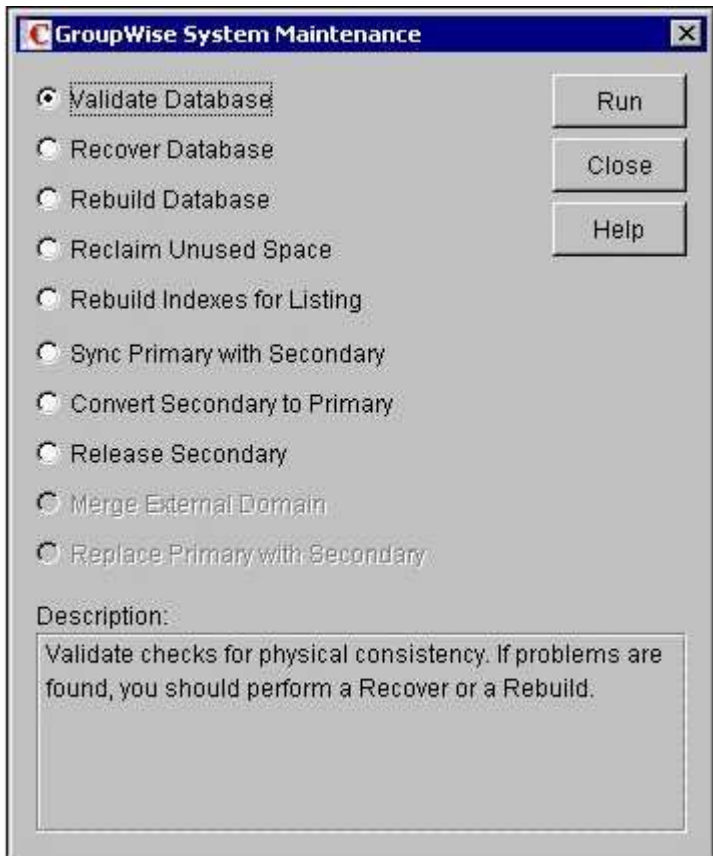 GroupWise System Maintenance
Validate Database
Run
Recover Database
Close
Rebuild Database
Help
Reclaim Unused Space
Rebuild Indexes for Listing
Sync Primary with Secondary
Convert Secondary to Primary
Release Secondary
Merge External Domain
Replace Primary with Secondary
Description:
Validate checks for physical consistency. If problems are
found, you should perform a Recover or a Rebuild.